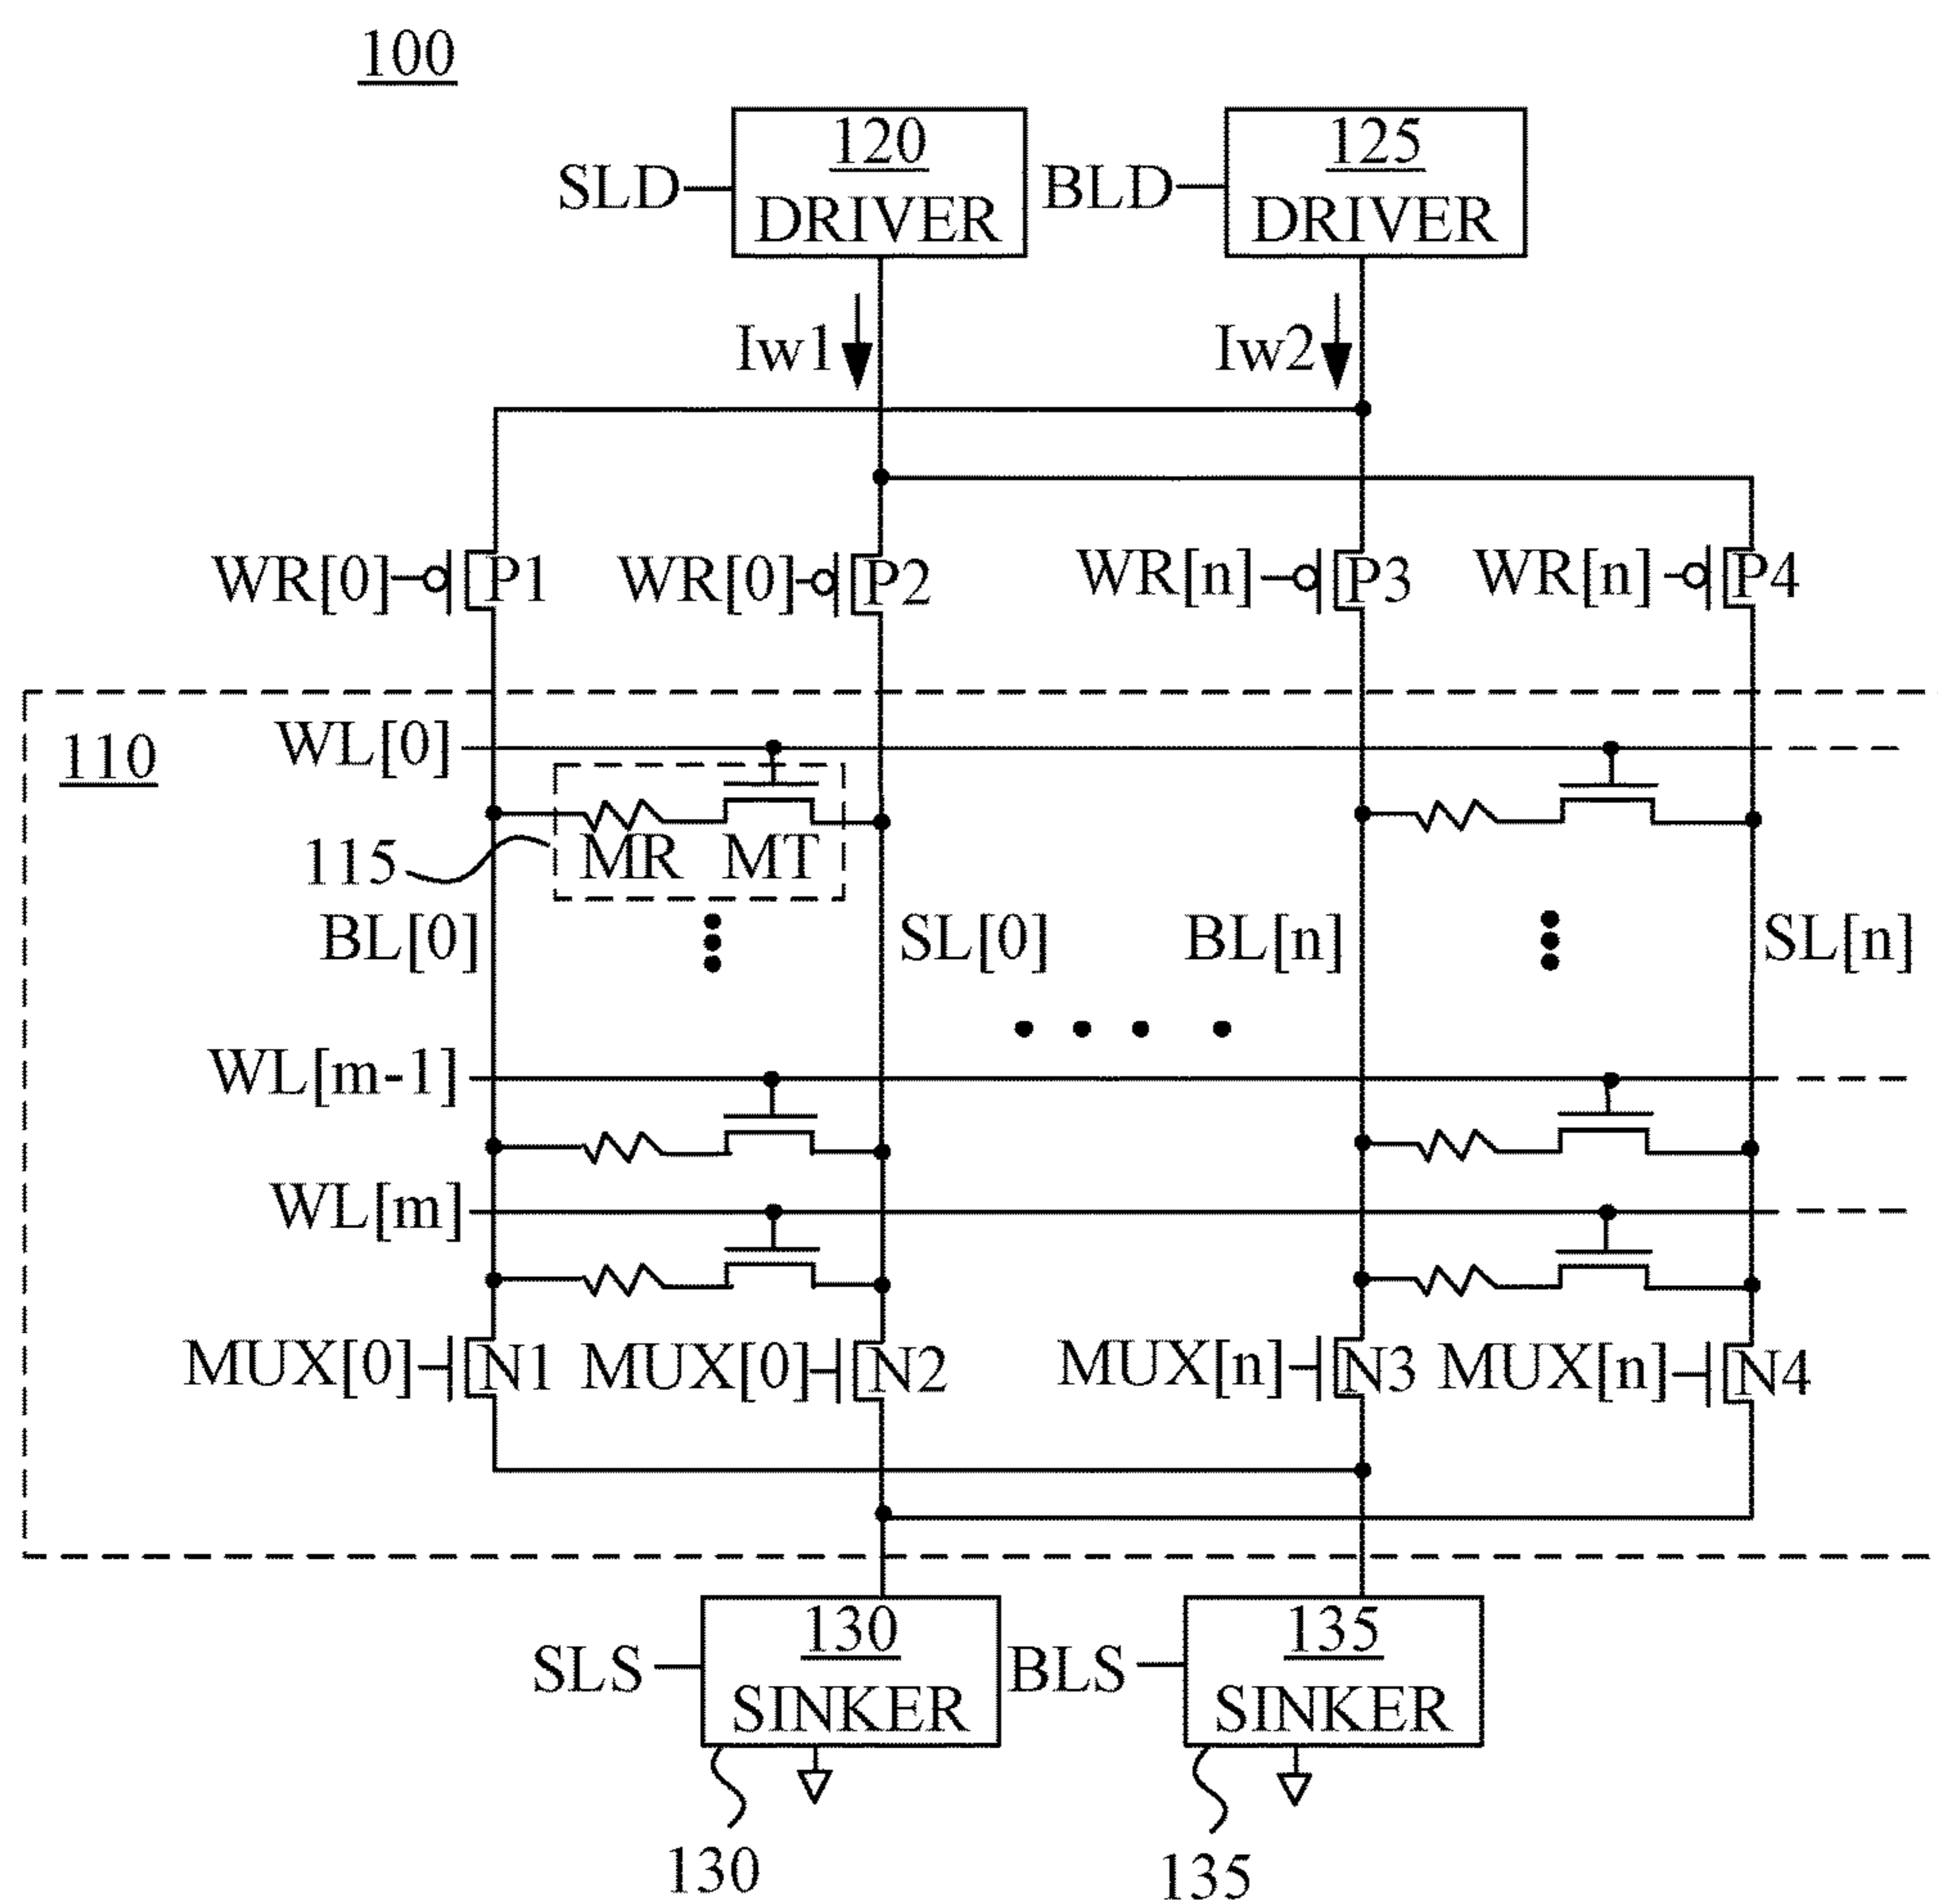 100
120
125
SLD
DRIVER
BLD
DRIVER
Iw1
Iw2
WR[0]
P1
WR[0]
P2
WR[n]
P3
WR[n]
P4
110
WL[0]
115
MR
MT
BL[0]
SL[0]
BL[n]
SL[n]
WL[m-1]
WL[m]
MUX[0]
N1
MUX[0]
N2
MUX[n]
N3
MUX[n]
N4
130
135
SLS
SINKER
BLS
SINKER
130
135